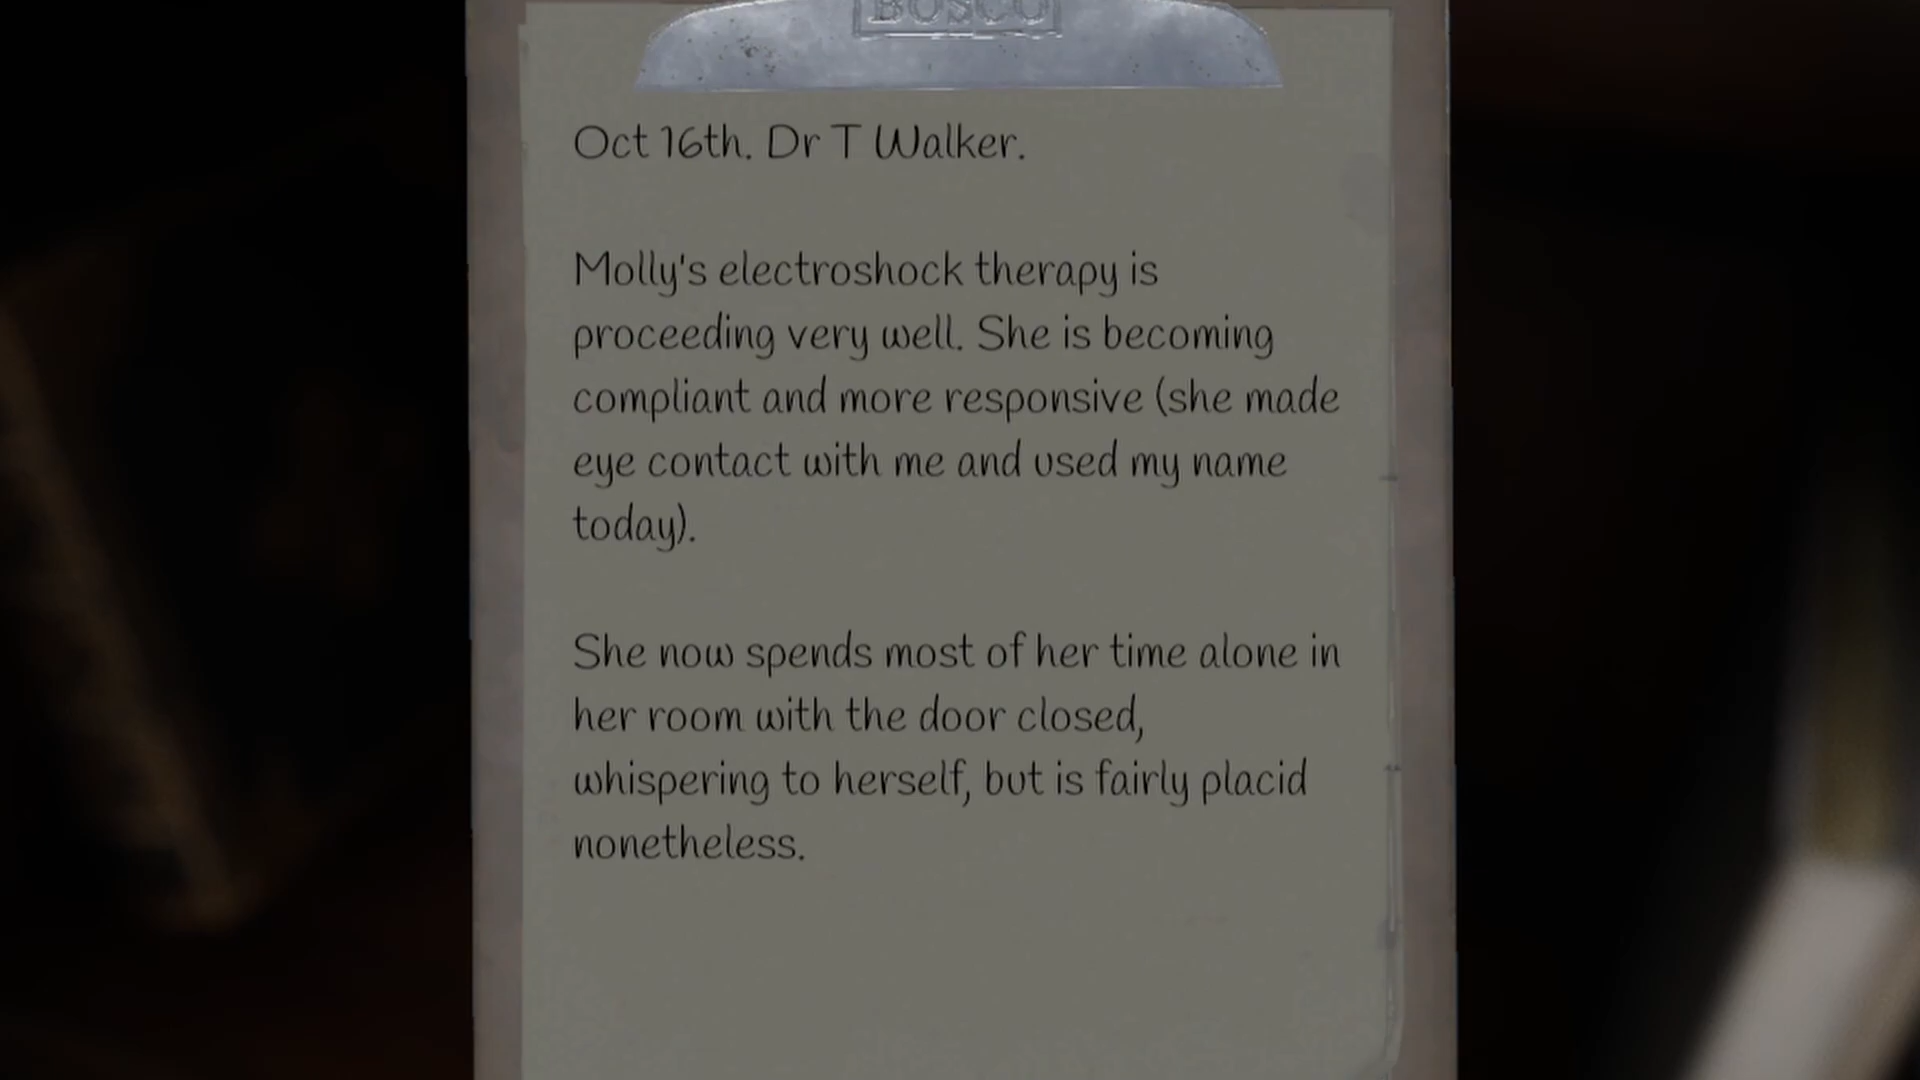 BOSCO
Oct 16th. Dr T Walker.
Molly's electroshock therapy is
proceeding very well. She is becoming
compliant and more responsive (she made
eye contact with me and used my name
today).
She now spends most of her time alone in
her room with the door closed,
whispering to herself, but is fairly placid
nonetheless.